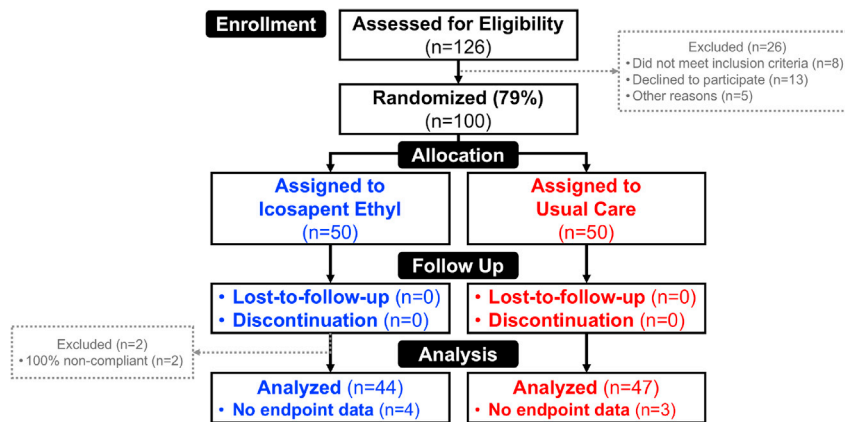 Enrollment
Assessed for Eligibility
(n=126)
Excluded (n=26)
• Did not meet inclusion criteria (n=8)
• Declined to participate (n=13)
• Other reasons (n=5)
Randomized (79%)
(n=100)
Allocation
Assigned to
Icosapent Ethyl
(n=50)
Assigned to
Usual Care
(n=50)
Follow Up
• Lost-to-follow-up (n=0)
• Discontinuation (n=0)
• Lost-to-follow-up (n=0)
• Discontinuation (n=0)
Excluded (n=2)
• 100% non-compliant (n=2)
Analysis
Analyzed (n=44)
• No endpoint data (n=4)
Analyzed (n=47)
• No endpoint data (n=3)